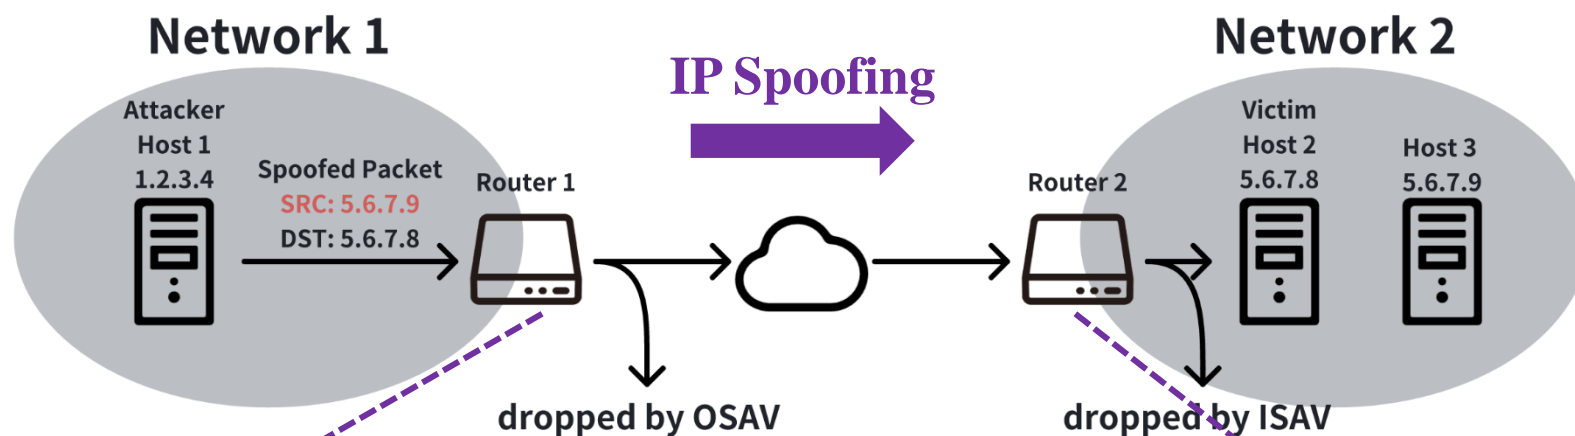 Network 1
Network 2
IP Spoofing
Attacker
Host 1
1.2.3.4
Spoofed Packet
SRC: 5.6.7.9
DST: 5.6.7.8
Router 1
Router 2
Victim
Host 2
5.6.7.8
Host 3
5.6.7.9
dropped by OSAV
dropped by ISAV